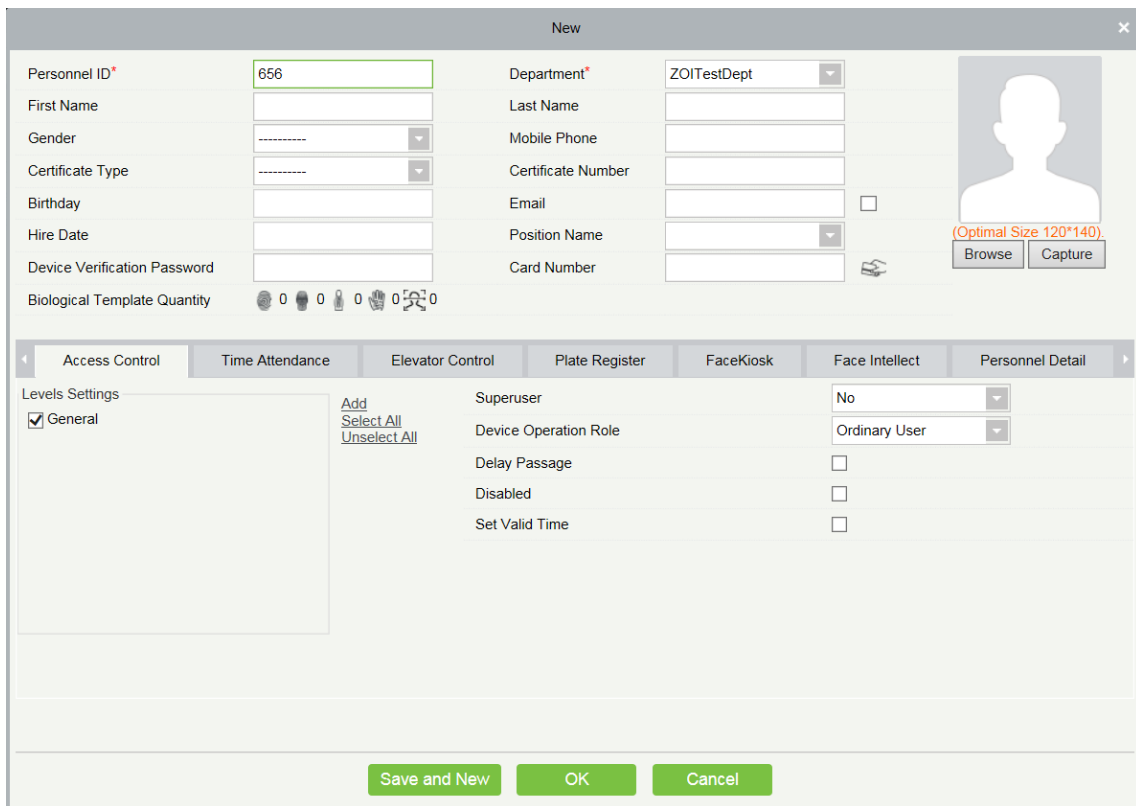 New
Personnel ID* 656 Department* ZOITestDept
First Name Last Name
Gender ---------- Mobile Phone
Certificate Type ---------- Certificate Number
Birthday Email
Hire Date Position Name
(Optimal Size 120*140).
Browse Capture
Device Verification Password Card Number
Biological Template Quantity 0 0 0 0 0
Access Control Time Attendance Elevator Control Plate Register FaceKiosk Face Intellect Personnel Detail
Levels Settings
General
Add
Select All
Unselect All
Superuser No
Device Operation Role Ordinary User
Delay Passage
Disabled
Set Valid Time
Save and New OK Cancel